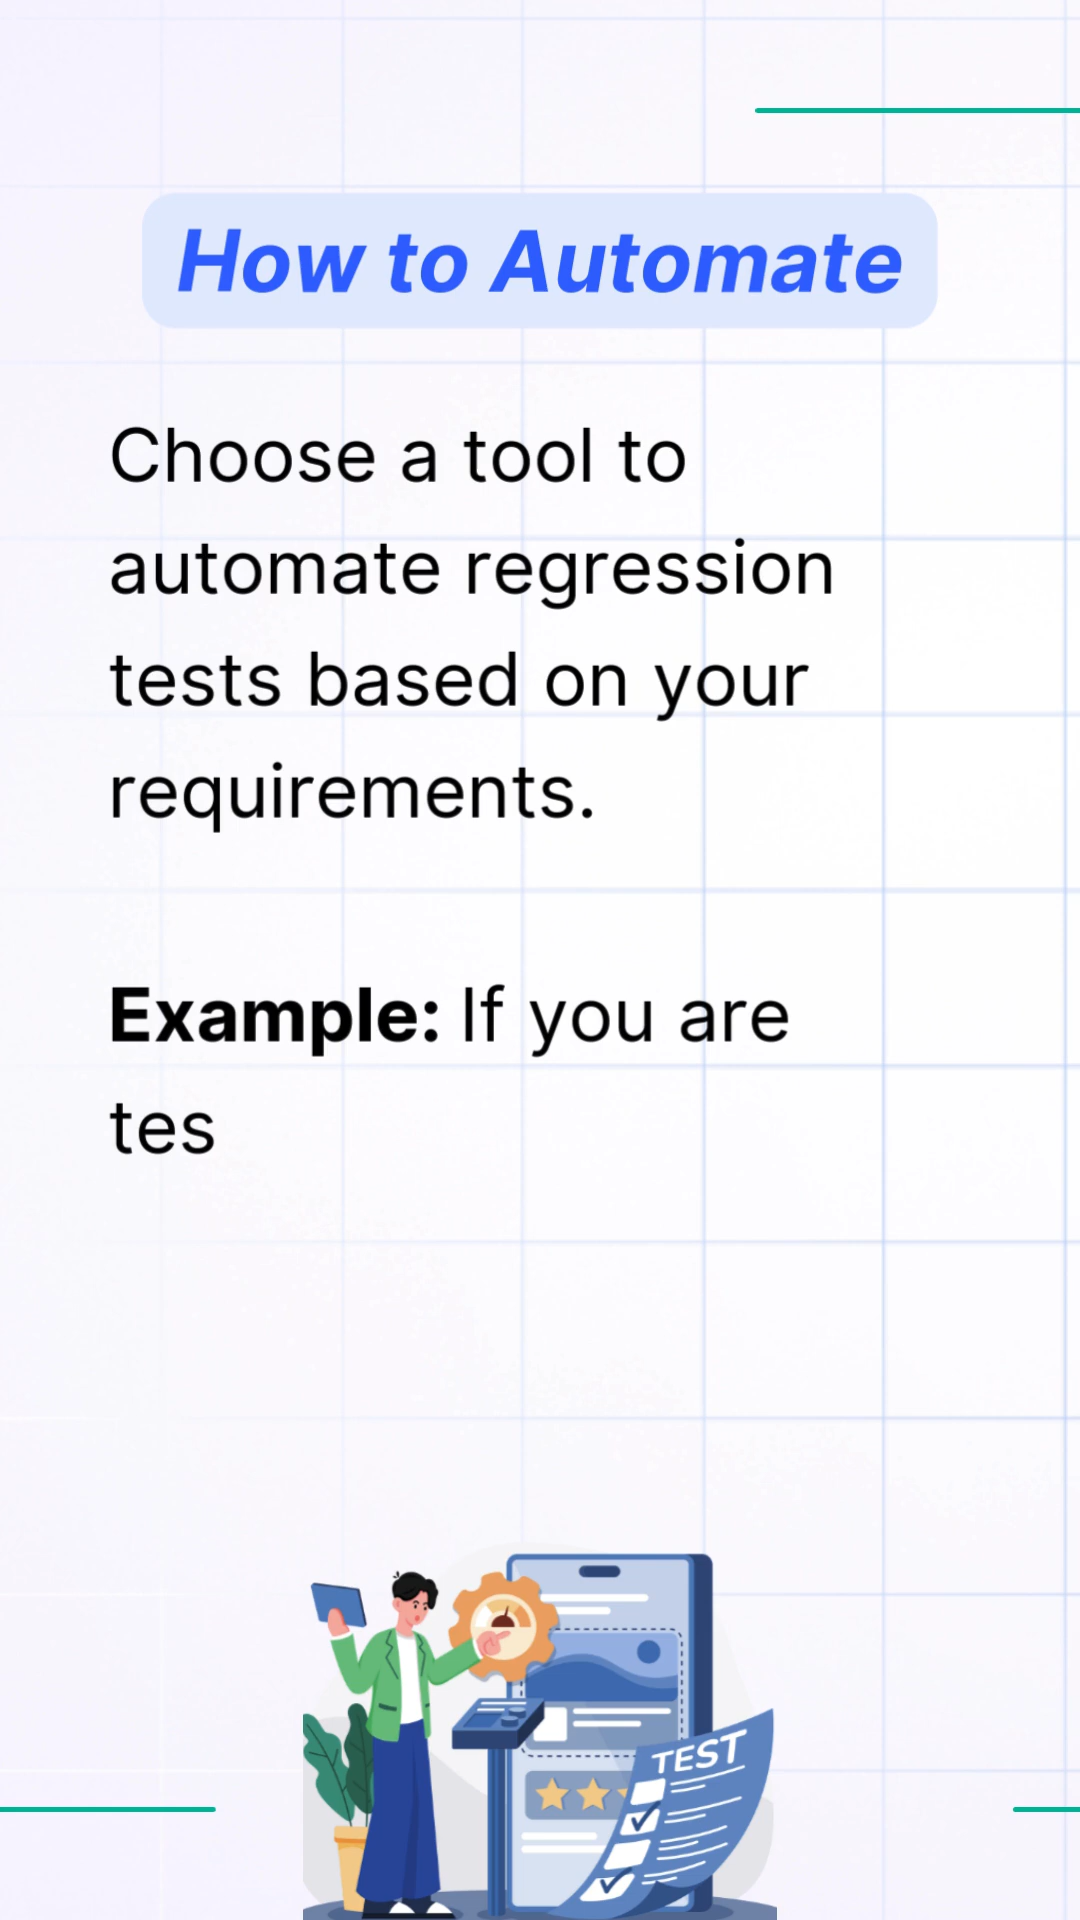 How to Automate
Choose a tool to
automate regression
tests based on your
requirements.
Example: If you are
tes
TEST